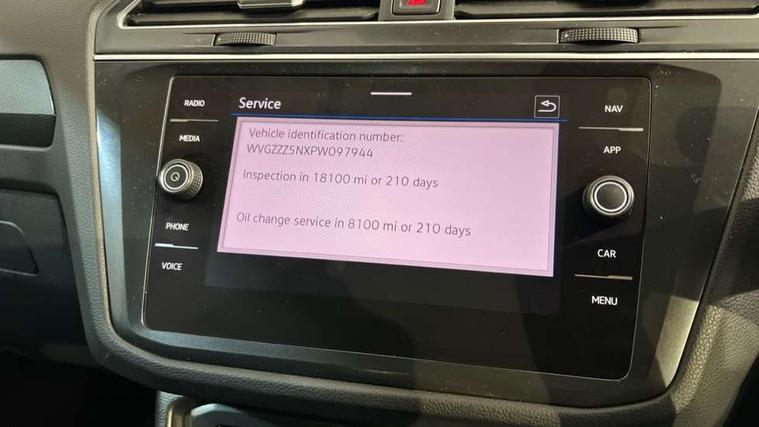 RADIO
MEDIA
PHONE
VOICE
Service
Vehicle identification number:
WVGZZZ5NXPW097944
Inspection in 18100 mi or 210 days
Oil change service in 8100 mi or 210 days
NAV
APP
CAR
MENU